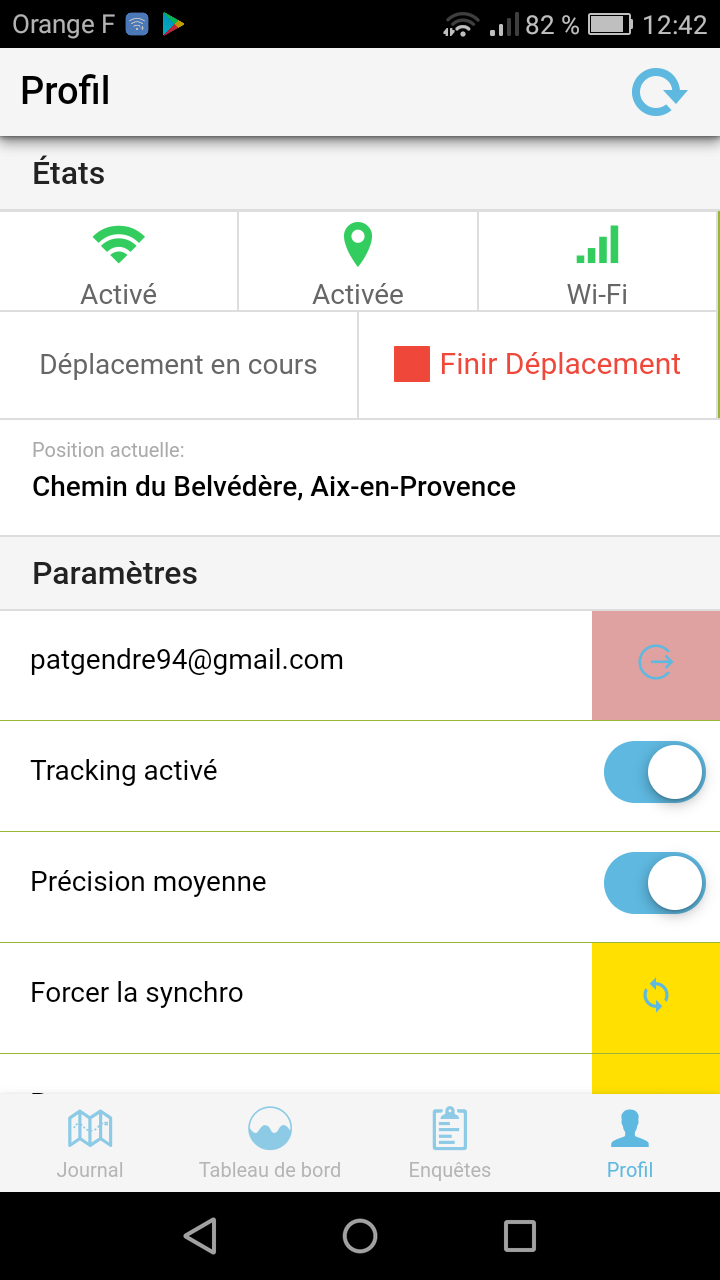 Orange F 82 % 12:42
Profil
États
Activé Activée Wi-Fi
Déplacement en cours Finir Déplacement
Position actuelle:
Chemin du Belvédère, Aix-en-Provence
Paramètres
patgendre94@gmail.com
Tracking activé
Précision moyenne
Forcer la synchro
Journal Tableau de bord Enquêtes Profil